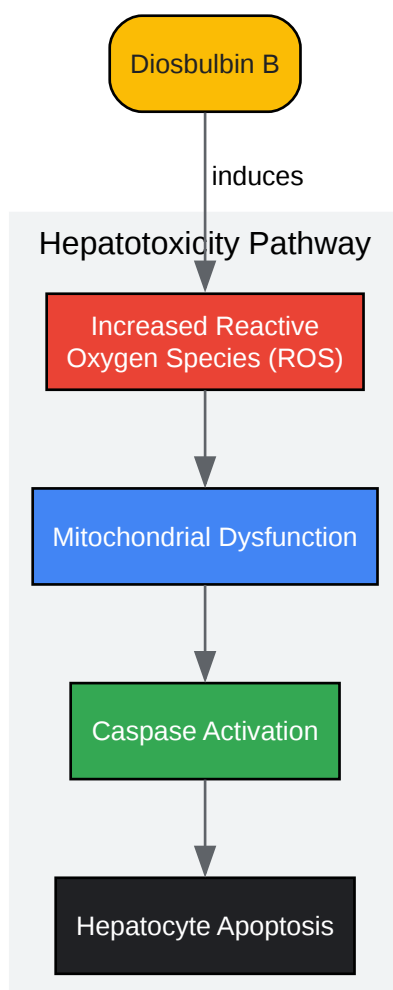 Diosbulbin B
induces
Hepatotoxicity Pathway
Increased Reactive
Oxygen Species (ROS)
Mitochondrial Dysfunction
Caspase Activation
Hepatocyte Apoptosis